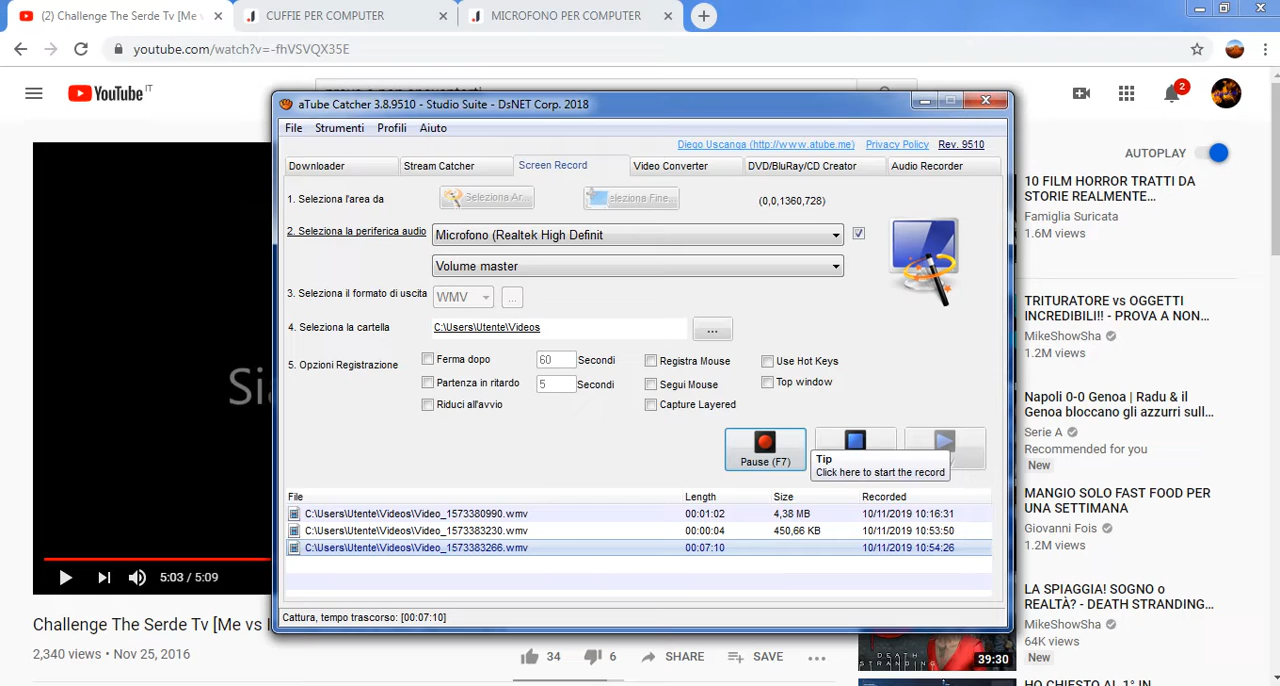 (2) Challenge The Serde Tv [Me v
CUFFIE PER COMPUTER
MICROFONO PER COMPUTER
youtube.com/watch?v=-fhVSVQX35E
YouTube IT
2
aTube Catcher 3.8.9510 - Studio Suite - DsNET Corp. 2018
File Strumenti Profili Aiuto
Diego Uscanga (http://www.atube.me) Privacy Policy Rev. 9510
Downloader Stream Catcher Screen Record Video Converter DVD/BluRay/CD Creator Audio Recorder
1. Seleziona l'area da Seleziona Ar... eleziona Fine... (0,0,1360,728)
2. Seleziona la periferica audio Microfono (Realtek High Definit
Volume master
3. Seleziona il formato di uscita WMV ...
4. Seleziona la cartella C:\Users\Utente\Videos ...
5. Opzioni Registrazione
Ferma dopo 60 Secondi Registra Mouse Use Hot Keys
Partenza in ritardo 5 Secondi Segui Mouse Top window
Riduci all'avvio Capture Layered
Pause (F7)
Tip
Click here to start the record
File Length Size Recorded
C:\Users\Utente\Videos\Video_1573380990.wmv 00:01:02 4,38 MB 10/11/2019 10:16:31
C:\Users\Utente\Videos\Video_1573383230.wmv 00:00:04 450,66 KB 10/11/2019 10:53:50
C:\Users\Utente\Videos\Video_1573383266.wmv 00:07:10 10/11/2019 10:54:26
Cattura, tempo trascorso: [00:07:10]
Sia
5:03 / 5:09
Challenge The Serde Tv [Me vs
2,340 views • Nov 25, 2016
34 6 SHARE SAVE
AUTOPLAY
10 FILM HORROR TRATTI DA
STORIE REALMENTE...
Famiglia Suricata
1.6M views
TRITURATORE vs OGGETTI
INCREDIBILI!! - PROVA A NON...
MikeShowSha
1.2M views
Napoli 0-0 Genoa | Radu & il
Genoa bloccano gli azzurri sull...
Serie A
Recommended for you
New
MANGIO SOLO FAST FOOD PER
UNA SETTIMANA
Giovanni Fois
1.2M views
LA SPIAGGIA! SOGNO o
REALTÀ? - DEATH STRANDING...
MikeShowSha
64K views
New
DEATH
STRANDING
39:30
HO CHIESTO AL 1° IN